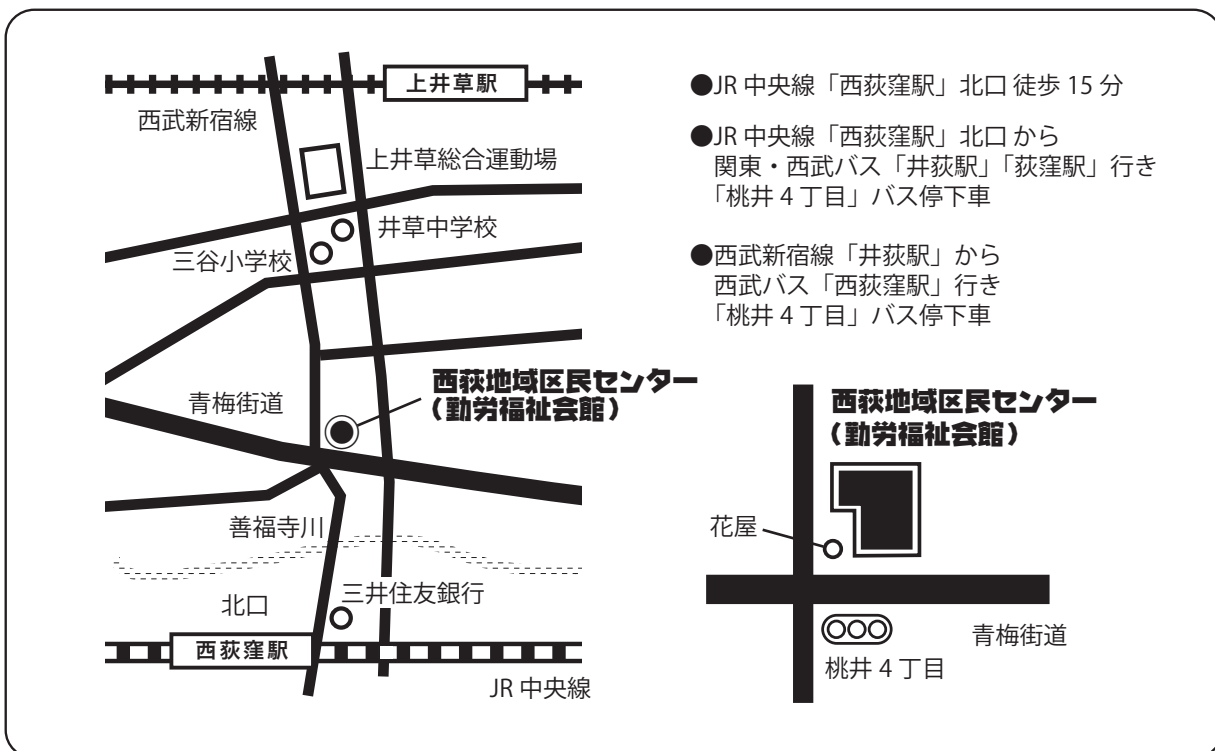 上井草駅
西武新宿線
上井草総合運動場
井草中学校
三谷小学校
青梅街道
西荻地域区民センター
(勤労福祉会館)
善福寺川
北口
三井住友銀行
西荻窪駅
JR 中央線
●JR 中央線「西荻窪駅」北口 徒歩 15 分
●JR 中央線「西荻窪駅」北口 から
関東・西武バス「井荻駅」「荻窪駅」行き
「桃井 4 丁目」バス停下車
●西武新宿線「井荻駅」から
西武バス「西荻窪駅」行き
「桃井 4 丁目」バス停下車
西荻地域区民センター
(勤労福祉会館)
花屋
青梅街道
桃井 4 丁目